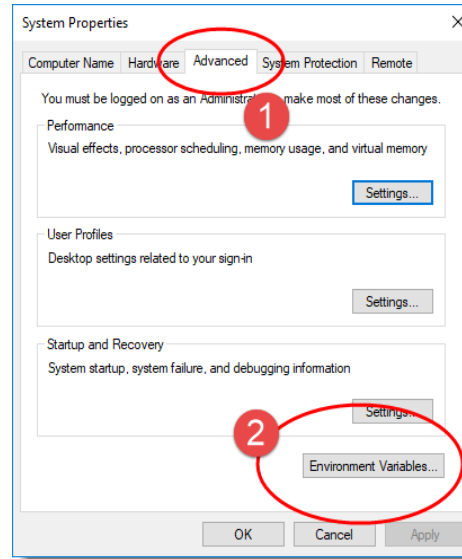 System Properties
Computer Name Hardware Advanced System Protection Remote
You must be logged on as an Administrator make most of these changes.
1
Performance
Visual effects, processor scheduling, memory usage, and virtual memory
Settings...
User Profiles
Desktop settings related to your sign-in
Settings...
Startup and Recovery
System startup, system failure, and debugging information
Settings...
2
Environment Variables...
OK Cancel Apply